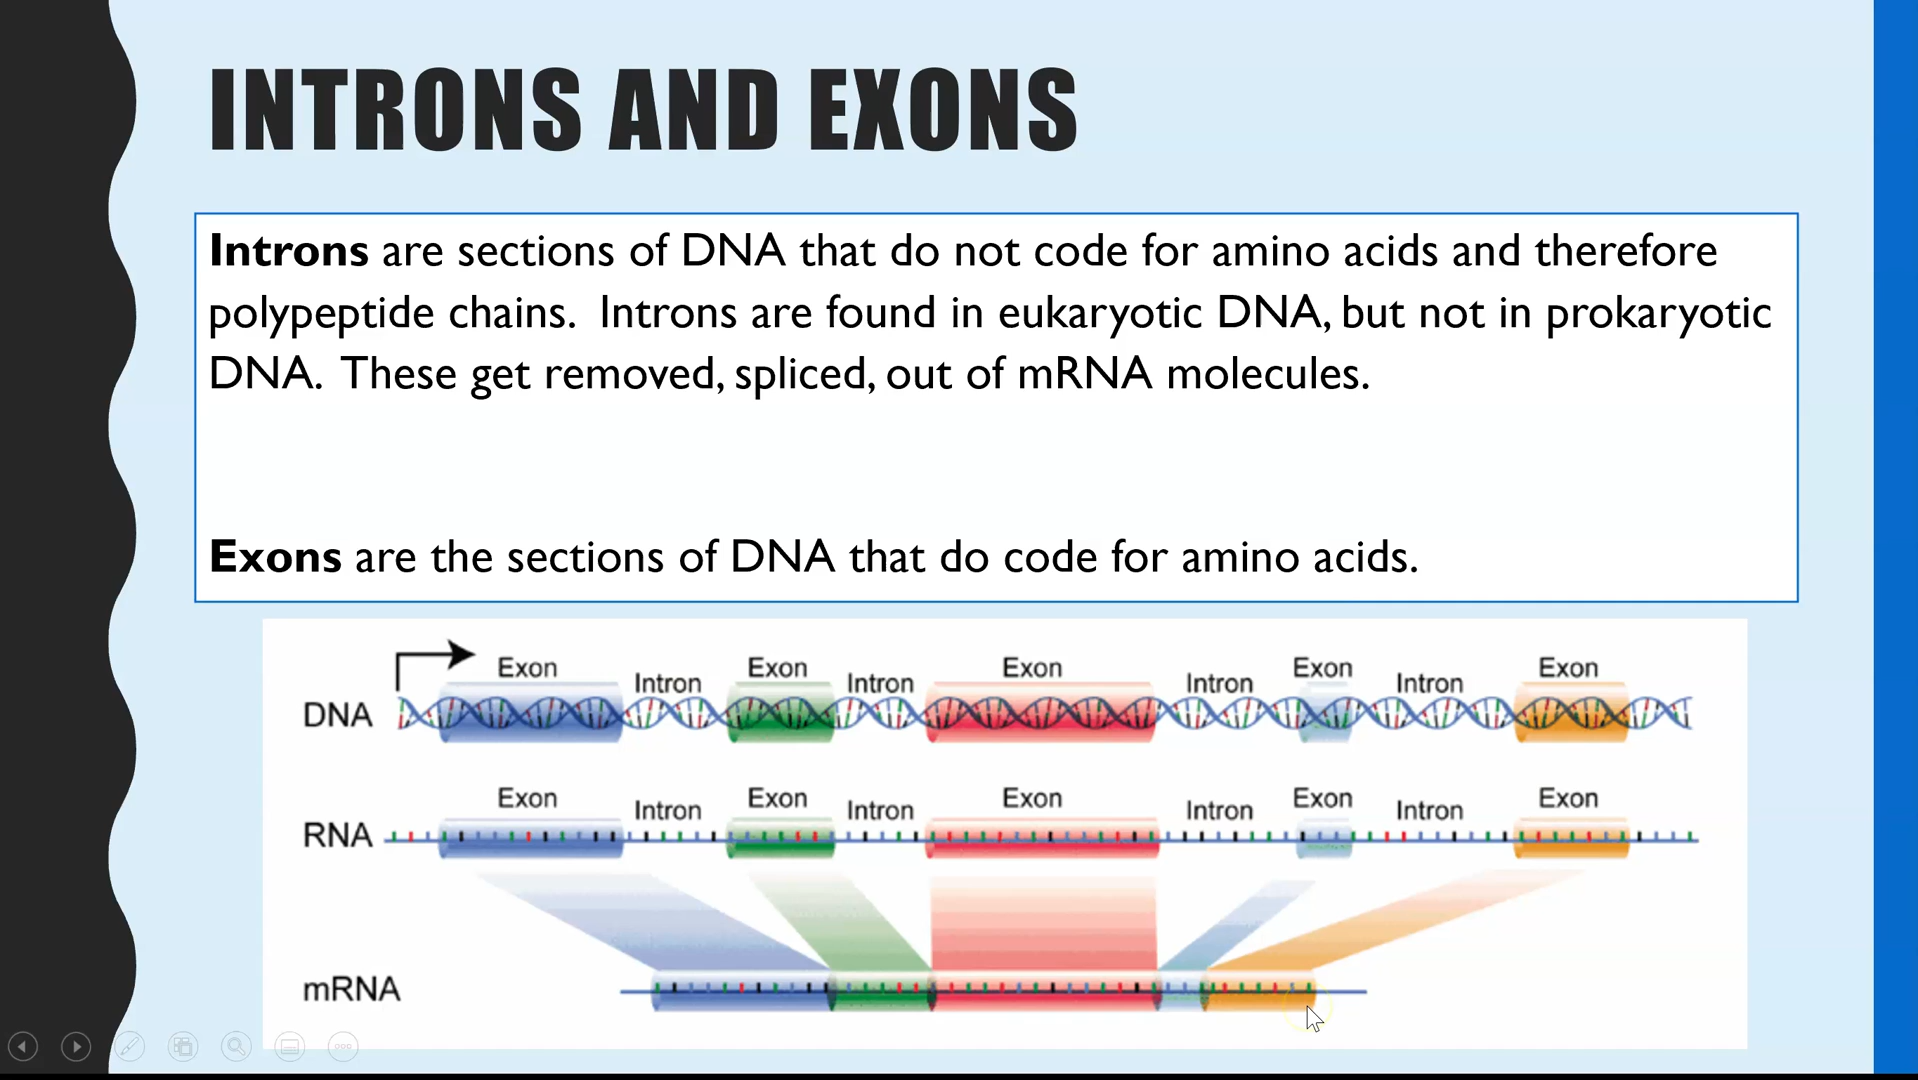 INTRONS AND EXONS
Introns are sections of DNA that do not code for amino acids and therefore
polypeptide chains.  Introns are found in eukaryotic DNA, but not in prokaryotic
DNA.  These get removed, spliced, out of mRNA molecules.
Exons are the sections of DNA that do code for amino acids.
Exon Intron Exon Intron Exon Intron Exon Intron Exon
DNA
Exon Intron Exon Intron Exon Intron Exon Intron Exon
RNA
mRNA